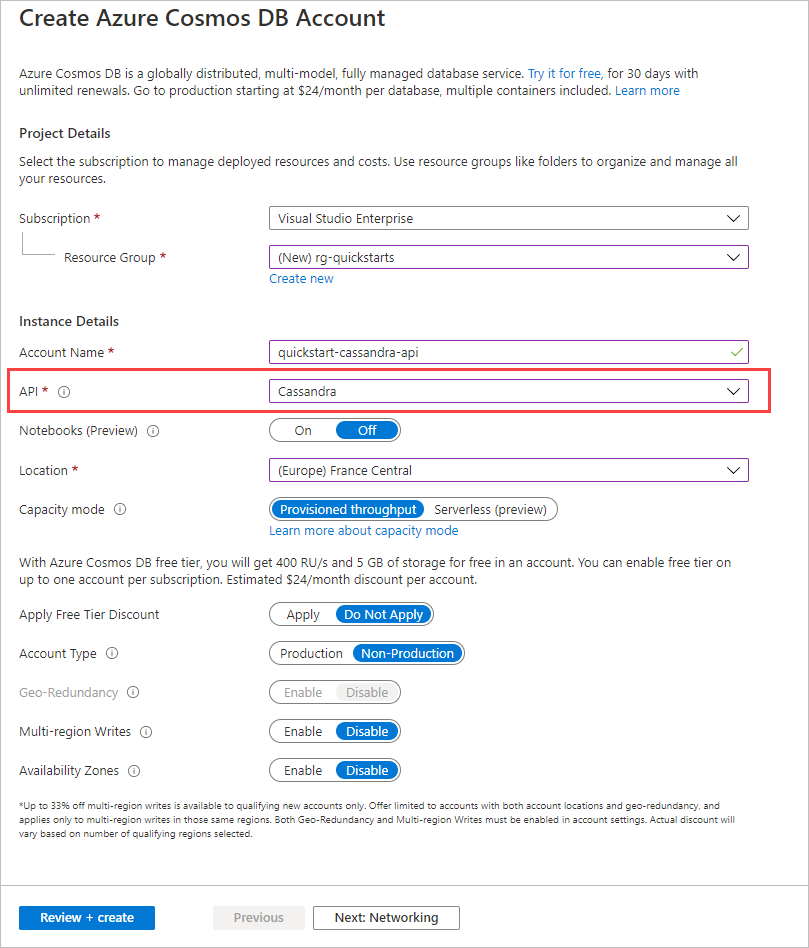 Create Azure Cosmos DB Account
Azure Cosmos DB is a globally distributed, multi-model, fully managed database service. Try it for free, for 30 days with
unlimited renewals. Go to production starting at $24/month per database, multiple containers included. Learn more
Project Details
Select the subscription to manage deployed resources and costs. Use resource groups like folders to organize and manage all
your resources.
Subscription * Visual Studio Enterprise
Resource Group * (New) rg-quickstarts
Create new
Instance Details
Account Name * quickstart-cassandra-api
API * Cassandra
Notebooks (Preview) On Off
Location * (Europe) France Central
Capacity mode Provisioned throughput Serverless (preview)
Learn more about capacity mode
With Azure Cosmos DB free tier, you will get 400 RU/s and 5 GB of storage for free in an account. You can enable free tier on
up to one account per subscription. Estimated $24/month discount per account.
Apply Free Tier Discount Apply Do Not Apply
Account Type Production Non-Production
Geo-Redundancy Enable Disable
Multi-region Writes Enable Disable
Availability Zones Enable Disable
*Up to 33% off multi-region writes is available to qualifying new accounts only. Offer limited to accounts with both account locations and geo-redundancy, and
applies only to multi-region writes in those same regions. Both Geo-Redundancy and Multi-region Writes must be enabled in account settings. Actual discount will
vary based on number of qualifying regions selected.
Review + create Previous Next: Networking